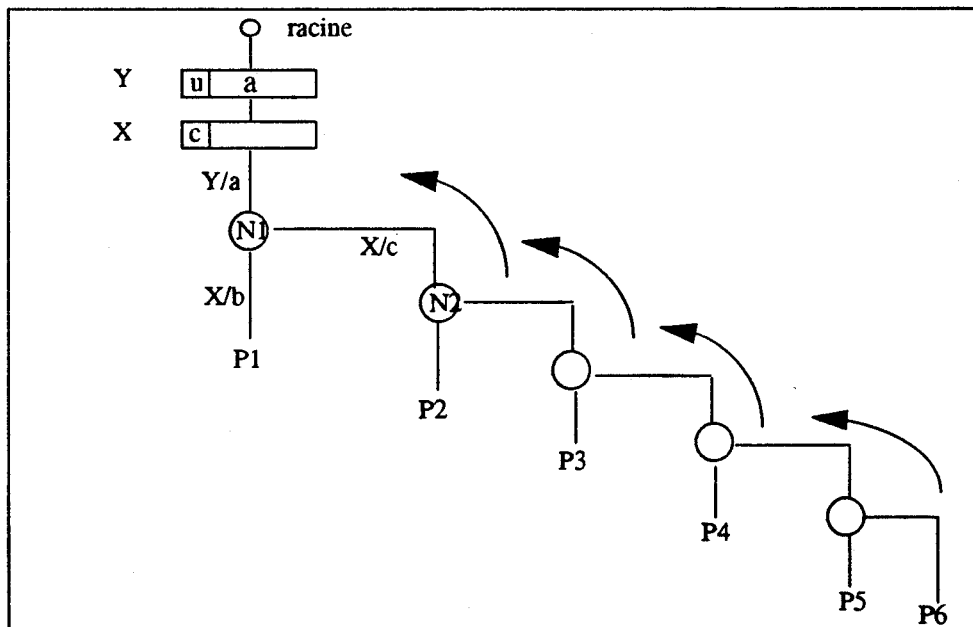 racine
Y u a
X c
Y/a
N1
X/c
X/b
N2
P1
P2
P3
P4
P5
P6